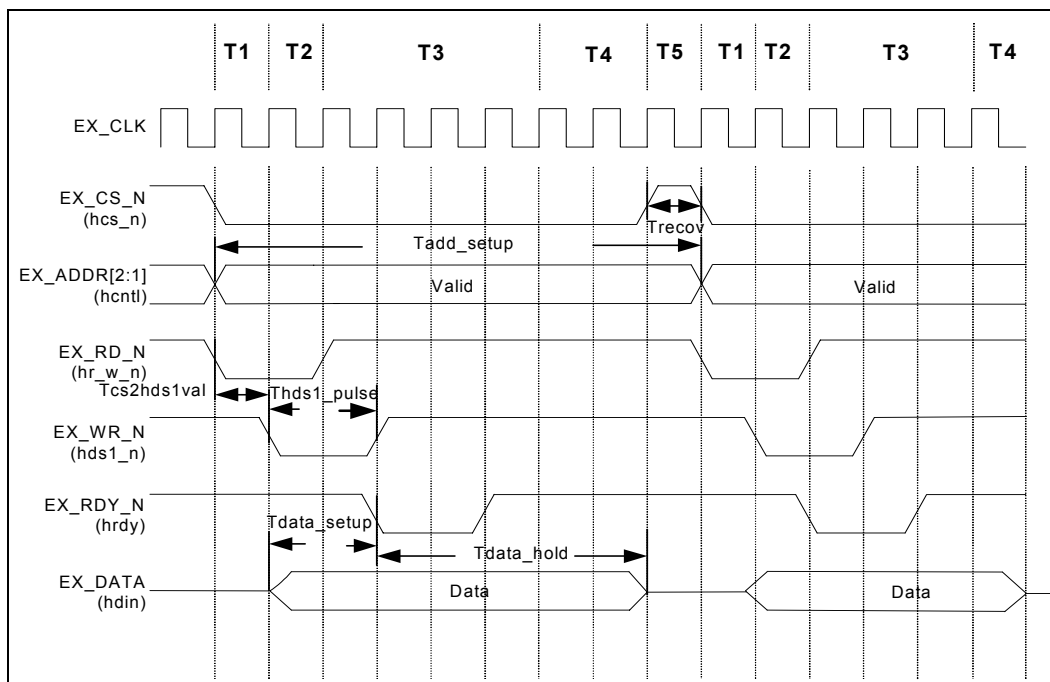 T1 T2 T3 T4 T5 T1 T2 T3 T4
EX_CLK
EX_CS_N
(hcs_n)
Trecov
Tadd_setup
EX_ADDR[2:1]
(hcntl)
Valid Valid
EX_RD_N
(hr_w_n)
Tcs2hds1val Thds1_pulse
EX_WR_N
(hds1_n)
EX_RDY_N
(hrdy)
Tdata_setup
Tdata_hold
EX_DATA
(hdin)
Data Data